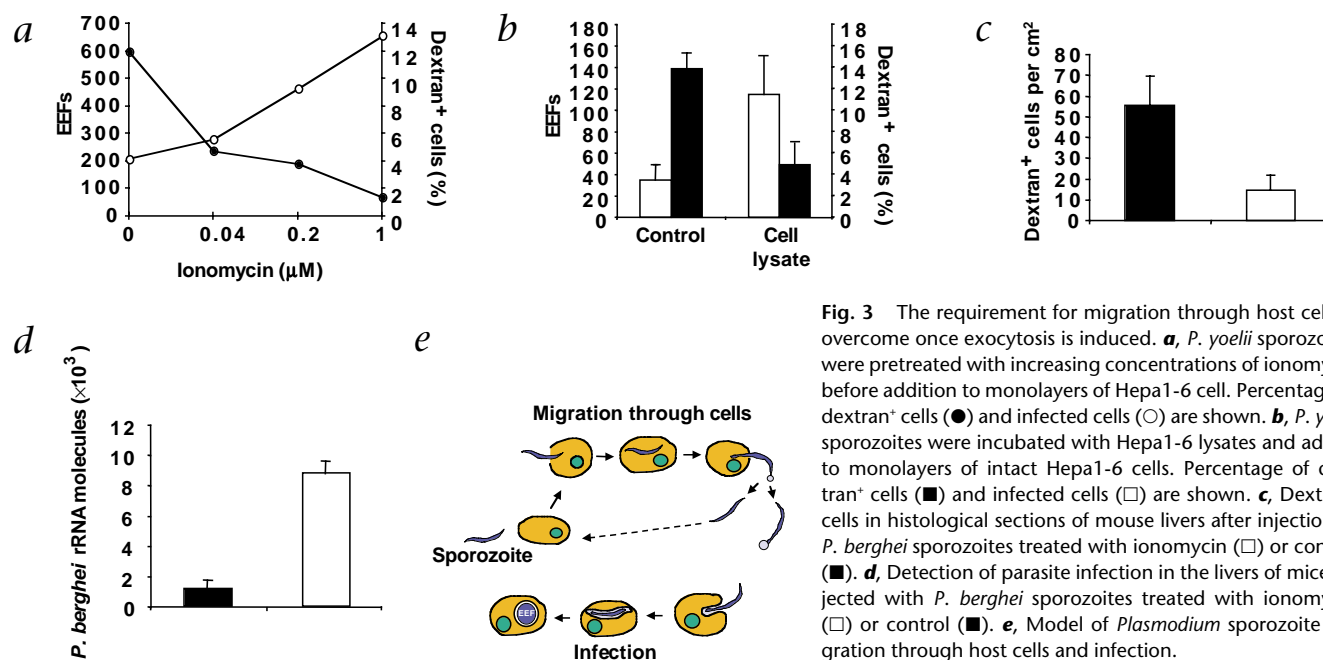 a
700
600
500
400
300
200
100
0
EEFs
14
12
10
8
6
4
2
0
Dextran+ cells (%)
0 0.04 0.2 1
Ionomycin (µM)
b
180
160
140
120
100
80
60
40
20
0
EEFs
18
16
14
12
10
8
6
4
2
0
Dextran+ cells (%)
Control Cell
lysate
c
80
70
60
50
40
30
20
10
0
Dextran+ cells per cm2
d
12
10
8
6
4
2
0
P. berghei rRNA molecules (×10³)
e
Migration through cells
Sporozoite
EEF
Infection
Fig. 3 The requirement for migration through host cel
overcome once exocytosis is induced. a, P. yoelii sporozo
were pretreated with increasing concentrations of ionomy
before addition to monolayers of Hepa1-6 cell. Percentag
dextran+ cells (●) and infected cells (○) are shown. b, P. y
sporozoites were incubated with Hepa1-6 lysates and ad
to monolayers of intact Hepa1-6 cells. Percentage of d
tran+ cells (■) and infected cells (□) are shown. c, Dext
cells in histological sections of mouse livers after injectio
P. berghei sporozoites treated with ionomycin (□) or con
(■). d, Detection of parasite infection in the livers of mice
jected with P. berghei sporozoites treated with ionomy
(□) or control (■). e, Model of Plasmodium sporozoite
gration through host cells and infection.